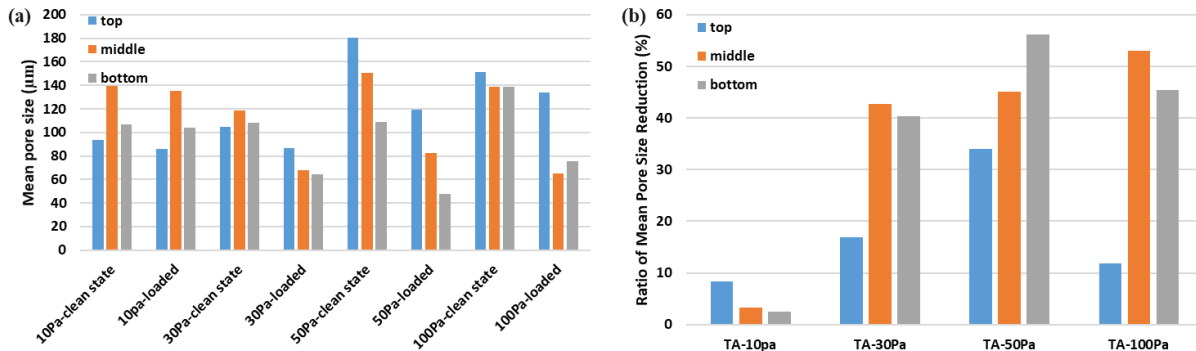 (a)
Mean pore size (μm)
200
180
160
140
120
100
80
60
40
20
0
top
middle
bottom
10Pa-clean state
10pa-loaded
30Pa-clean state
30Pa-loaded
50Pa-clean state
50Pa-loaded
100Pa-clean state
100Pa-loaded
(b)
Ratio of Mean Pore Size Reduction (%)
60
50
40
30
20
10
0
top
middle
bottom
TA-10pa
TA-30Pa
TA-50Pa
TA-100Pa